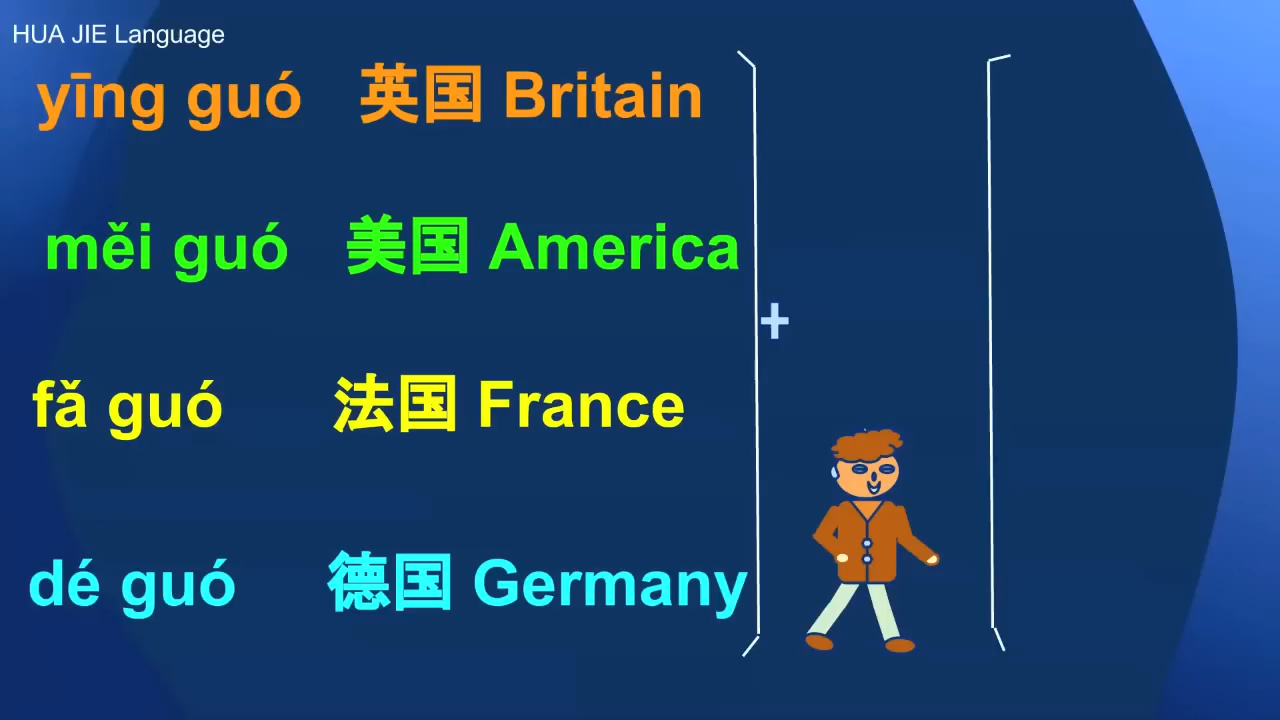 HUA JIE Language
yīng guó 英国 Britain
měi guó 美国 America
+
fǎ guó 法国 France
dé guó 德国 Germany